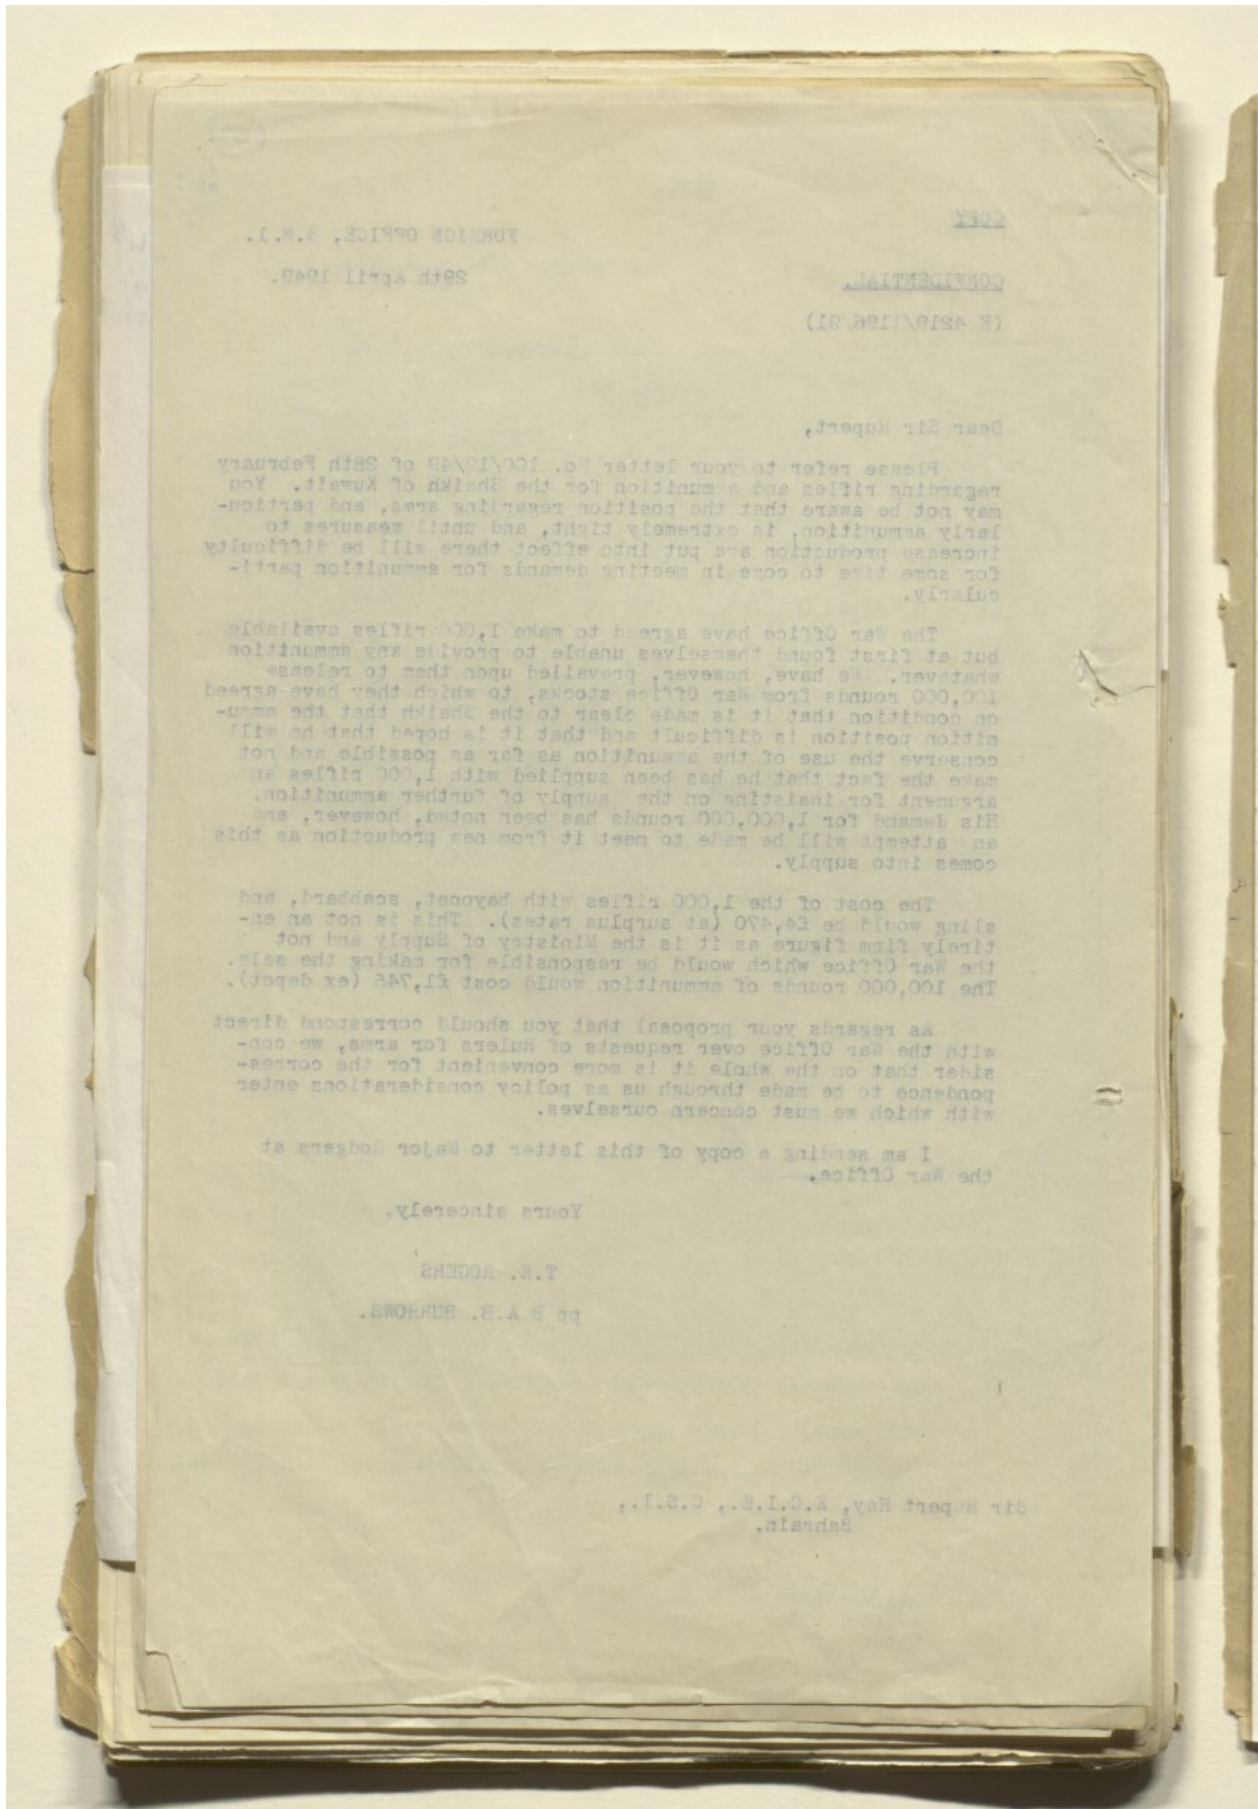 COPY
FOREIGN OFFICE, S.W.1.
CONFIDENTIAL.
29th April 1949.
(E 4219/1196/91)
Dear Sir Rupert,
Please refer to your letter No. 100/19/49 of 28th February
regarding rifles and ammunition for the Shaikh of Kuwait. You
may not be aware that the position regarding arms, and particu-
larly ammunition, is extremely tight, and until measures to
increase production are put into effect there will be difficulty
for some time to come in meeting demands for ammunition parti-
cularly.
The War Office have agreed to make 1,000 rifles available
but at first found themselves unable to provide any ammunition
whatever. We have, however, prevailed upon them to release
100,000 rounds from War Office stocks, to which they have agreed
on condition that it is made clear to the Shaikh that the ammu-
nition position is difficult and that it is hoped that he will
conserve the use of the ammunition as far as possible and not
make the fact that he has been supplied with 1,000 rifles an
argument for insisting on the supply of further ammunition.
His demand for 1,000,000 rounds has been noted, however, and
an attempt will be made to meet it from new production as this
comes into supply.
The cost of the 1,000 rifles with bayonet, scabbard, and
sling would be £4,470 (at surplus rates). This is not an en-
tirely firm figure as it is the Ministry of Supply and not
the War Office which would be responsible for making the sale.
The 100,000 rounds of ammunition would cost £1,745 (ex depot).
As regards your proposal that you should correspond direct
with the War Office over requests of Rulers for arms, we con-
sider that on the whole it is more convenient for the corres-
pondence to be made through us as policy considerations enter
with which we must concern ourselves.
I am sending a copy of this letter to Major Rodgers at
the War Office.
Yours sincerely,
T.E. ROGERS
pp B.A.B. BURROWS.
Sir Rupert Hay, K.C.I.E., C.S.I.,
Bahrain.